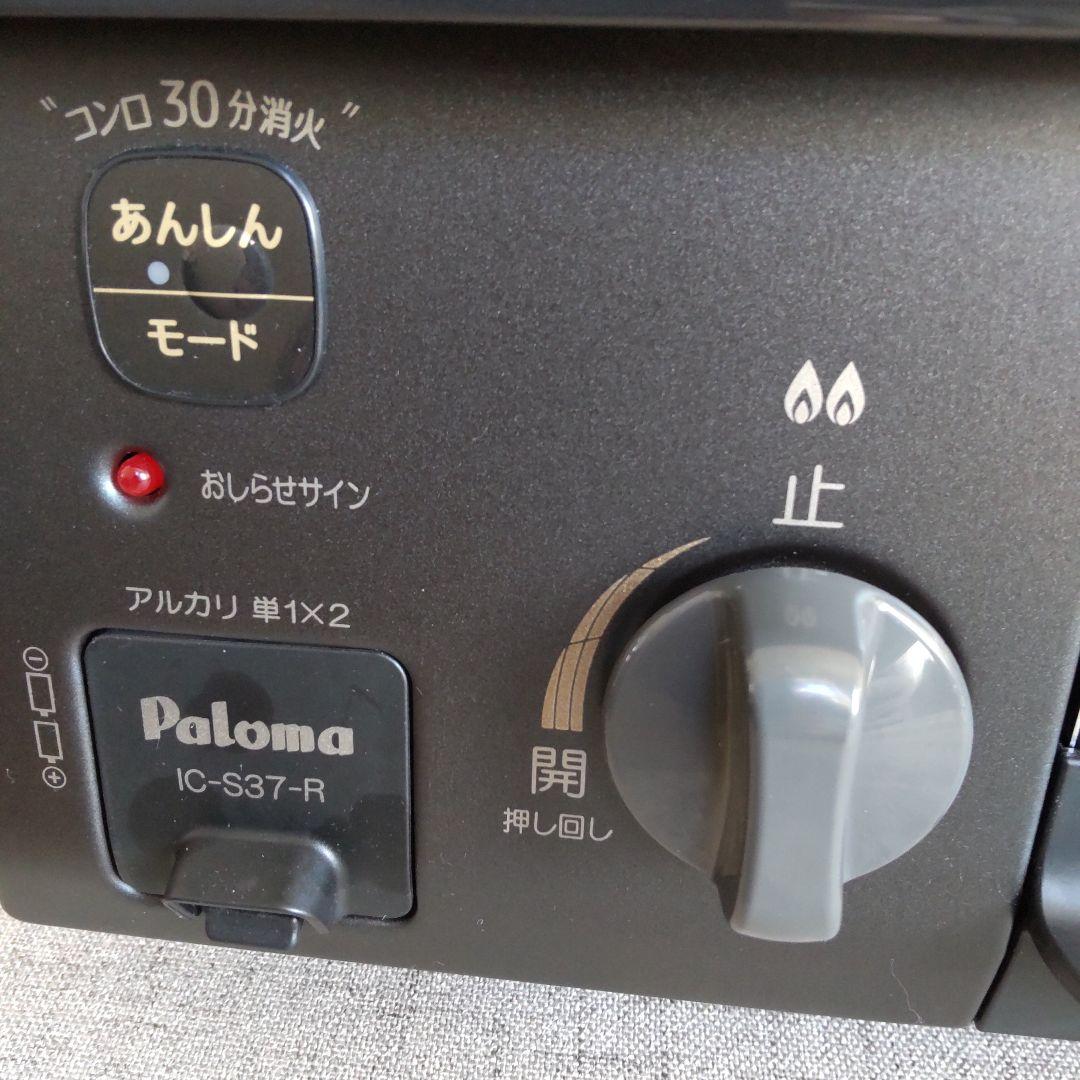 "コンロ30分消火"
あんしん
モード
おしらせサイン
アルカリ 単1×2
Paloma
IC-S37-R
止
開
押し回し